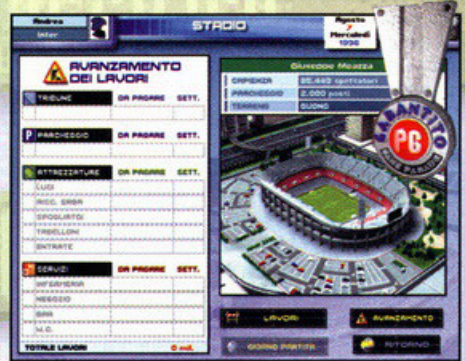 Andrea
Inter
STADIO
Agosto
7
Mercoledì
1996
AVANZAMENTO
DEI LAVORI
TRIBUNE DA PAGARE SETT.
P PARCHEGGIO DA PAGARE SETT.
ATTREZZATURE DA PAGARE SETT.
LUCI
RISC. ERBA
SPOGLIATOI
TABELLONI
ENTRATE
SERVIZI DA PAGARE SETT.
INFERMERIA
NEGOZIO
BAR
W.C.
TOTALE LAVORI 0 mil.
Giuseppe Meazza
CAPIENZA 85.443 spettatori
PARCHEGGIO 2.000 posti
TERRENO BUONO
GARANTITO
PG
LAVORI
AVANZAMENTO
GIORNO PARTITA
RITORNO